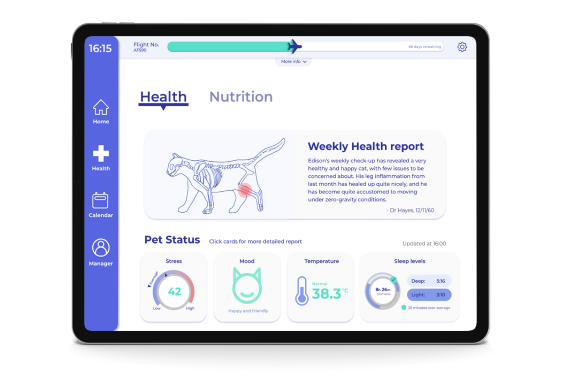 16:15
Flight No.
AF596
68 days remaining
More info
Home
Health
Calendar
Manager
Health
Nutrition
Weekly Health report
Edison's weekly check-up has revealed a very
healthy and happy cat, with few issues to be
concerned about. His leg inflammation from
last month has healed up quite nicely, and he
has become quite accustomed to moving
under zero-gravity conditions.
- Dr Hayes, 12/11/60
Pet Status
Click cards for more detailed report
Updated at 16:00
Stress
42
Low
High
Mood
Happy and friendly
Temperature
Normal
38.3 °C
Sleep levels
8h 26m
Deep: 5:16
Light: 3:10
25 minutes over average